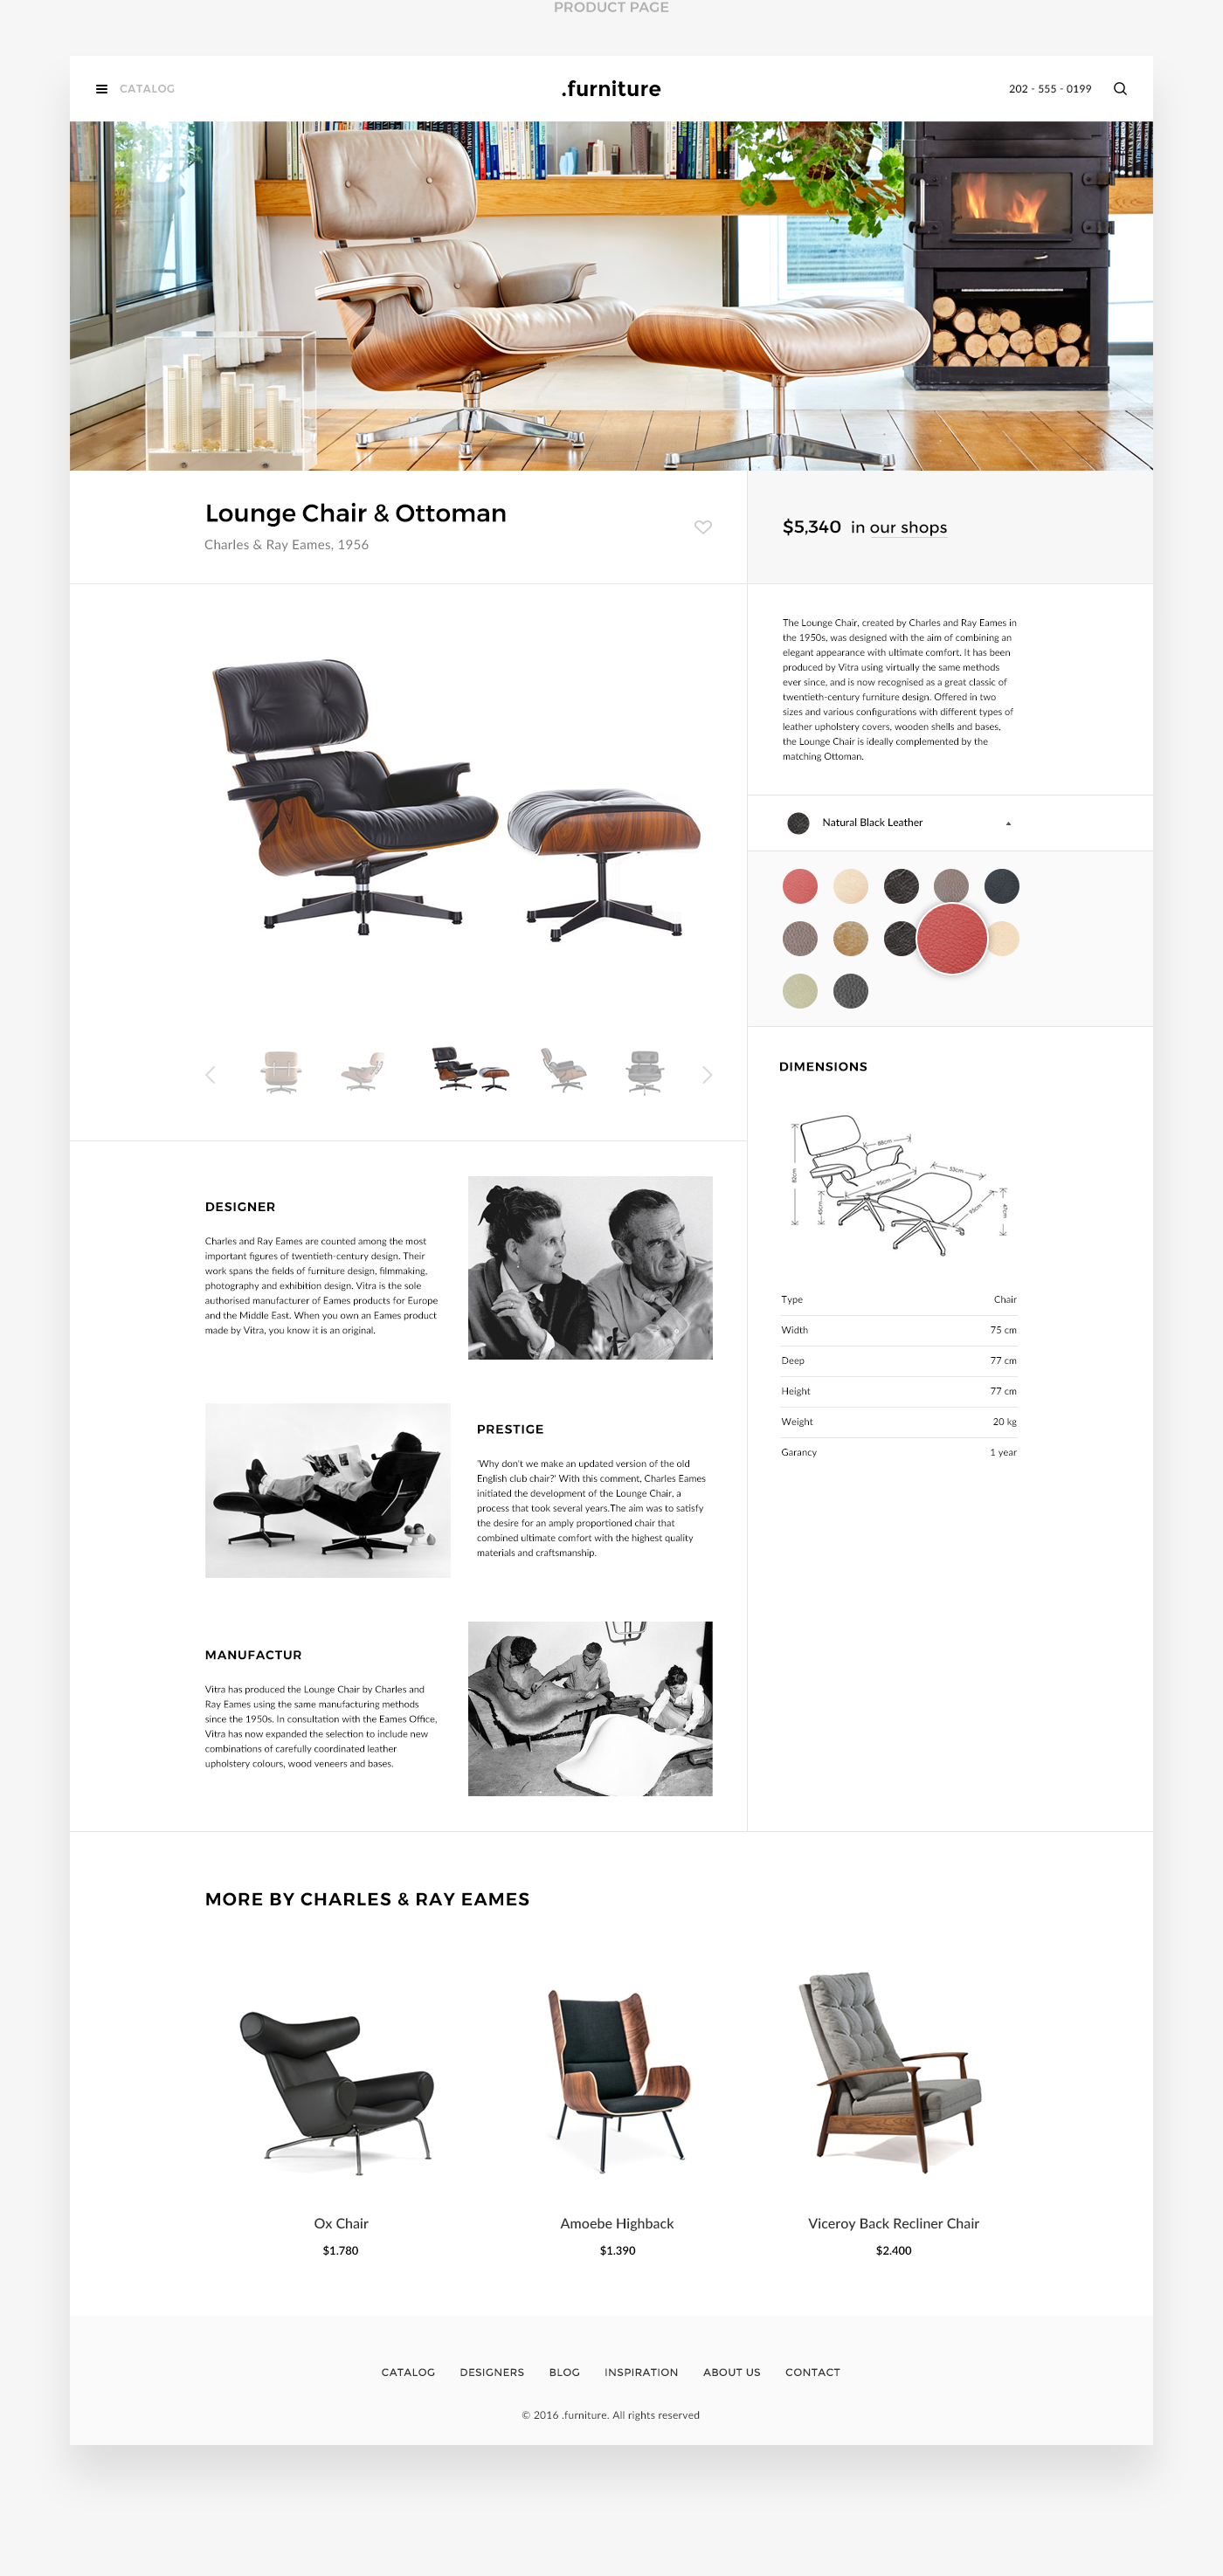 PRODUCT PAGE
CATALOG
.furniture
202 - 555 - 0199
Lounge Chair & Ottoman
Charles & Ray Eames, 1956
$5,340 in our shops
The Lounge Chair, created by Charles and Ray Eames in
the 1950s, was designed with the aim of combining an
elegant appearance with ultimate comfort. It has been
produced by Vitra using virtually the same methods
ever since, and is now recognised as a great classic of
twentieth-century furniture design. Offered in two
sizes and various configurations with different types of
leather upholstery covers, wooden shells and bases,
the Lounge Chair is ideally complemented by the
matching Ottoman.
Natural Black Leather
DIMENSIONS
Type Chair
Width 75 cm
Deep 77 cm
Height 77 cm
Weight 20 kg
Garancy 1 year
DESIGNER
Charles and Ray Eames are counted among the most
important figures of twentieth-century design. Their
work spans the fields of furniture design, filmmaking,
photography and exhibition design. Vitra is the sole
authorised manufacturer of Eames products for Europe
and the Middle East. When you own an Eames product
made by Vitra, you know it is an original.
PRESTIGE
'Why don't we make an updated version of the old
English club chair?' With this comment, Charles Eames
initiated the development of the Lounge Chair, a
process that took several years.The aim was to satisfy
the desire for an amply proportioned chair that
combined ultimate comfort with the highest quality
materials and craftsmanship.
MANUFACTUR
Vitra has produced the Lounge Chair by Charles and
Ray Eames using the same manufacturing methods
since the 1950s. In consultation with the Eames Office,
Vitra has now expanded the selection to include new
combinations of carefully coordinated leather
upholstery colours, wood veneers and bases.
MORE BY CHARLES & RAY EAMES
Ox Chair
$1.780
Amoebe Highback
$1.390
Viceroy Back Recliner Chair
$2.400
CATALOG DESIGNERS BLOG INSPIRATION ABOUT US CONTACT
© 2016 .furniture. All rights reserved